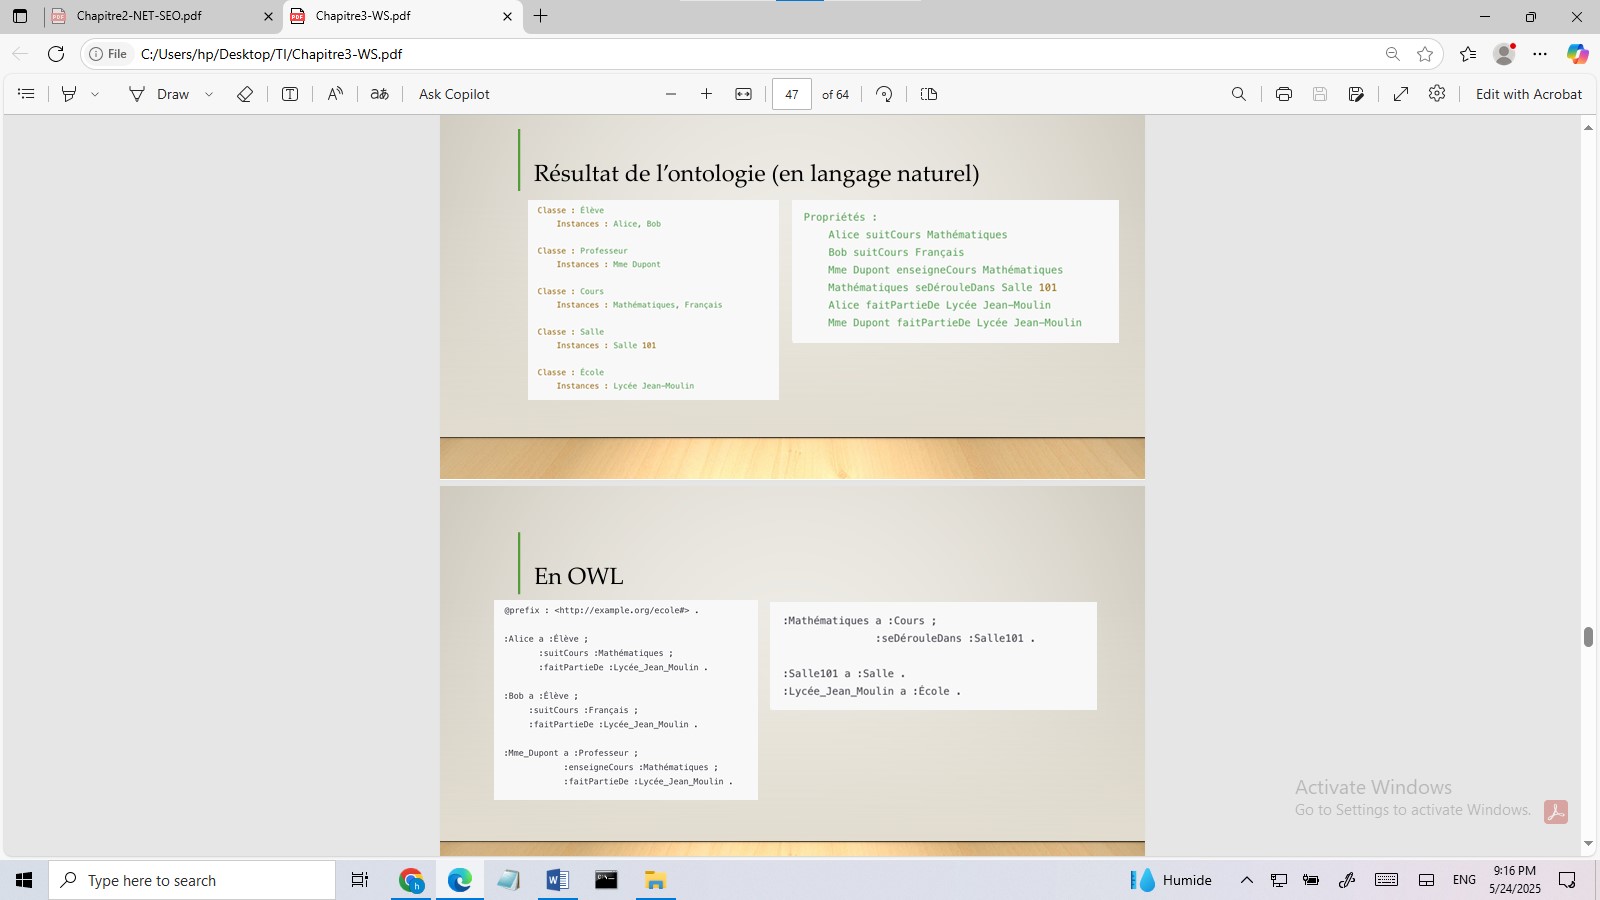 Chapitre2-NET-SEO.pdf
Chapitre3-WS.pdf
File
C:/Users/hp/Desktop/TI/Chapitre3-WS.pdf
Draw
Ask Copilot
47
of 64
Edit with Acrobat
Résultat de l’ontologie (en langage naturel)
Classe : Élève
Instances : Alice, Bob
Classe : Professeur
Instances : Mme Dupont
Classe : Cours
Instances : Mathématiques, Français
Classe : Salle
Instances : Salle 101
Classe : École
Instances : Lycée Jean-Moulin
Propriétés :
Alice suitCours Mathématiques
Bob suitCours Français
Mme Dupont enseigneCours Mathématiques
Mathématiques seDérouleDans Salle 101
Alice faitPartieDe Lycée Jean-Moulin
Mme Dupont faitPartieDe Lycée Jean-Moulin
En OWL
@prefix : <http://example.org/ecole#> .
:Alice a :Élève ;
:suitCours :Mathématiques ;
:faitPartieDe :Lycée_Jean_Moulin .
:Bob a :Élève ;
:suitCours :Français ;
:faitPartieDe :Lycée_Jean_Moulin .
:Mme_Dupont a :Professeur ;
:enseigneCours :Mathématiques ;
:faitPartieDe :Lycée_Jean_Moulin .
:Mathématiques a :Cours ;
:seDérouleDans :Salle101 .
:Salle101 a :Salle .
:Lycée_Jean_Moulin a :École .
Activate Windows
Go to Settings to activate Windows.
Type here to search
Humide
ENG
9:16 PM
5/24/2025